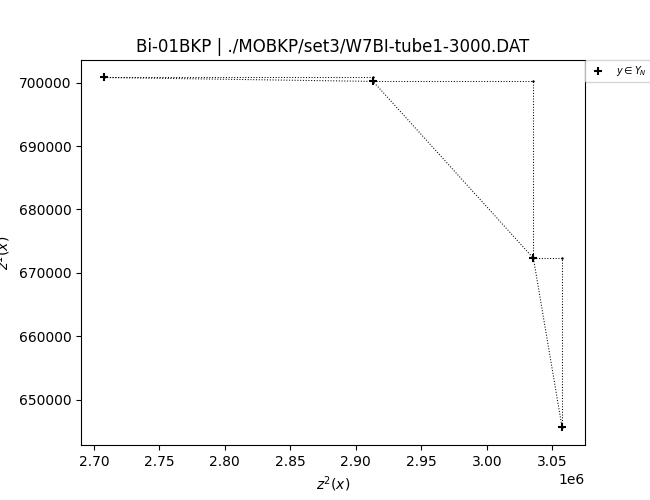 Bi-01BKP | ./MOBKP/set3/W7BI-tube1-3000.DAT
y ∈ Y_N
700000
690000
680000
670000
660000
650000
2.70 2.75 2.80 2.85 2.90 2.95 3.00 3.05
1e6
z²(x)